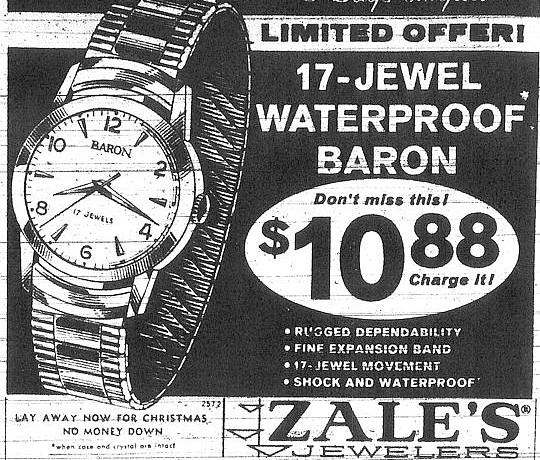 LIMITED OFFER!
17-JEWEL
WATERPROOF*
BARON
Don't miss this!
$10 88
Charge It!
• RUGGED DEPENDABILITY
• FINE EXPANSION BAND
• 17-JEWEL MOVEMENT
• SHOCK AND WATERPROOF*
12
10
BARON
2
8
17 JEWELS
4
6
2572
LAY AWAY NOW FOR CHRISTMAS
NO MONEY DOWN
*when case and crystal are intact
ZALE'S®
JEWELERS